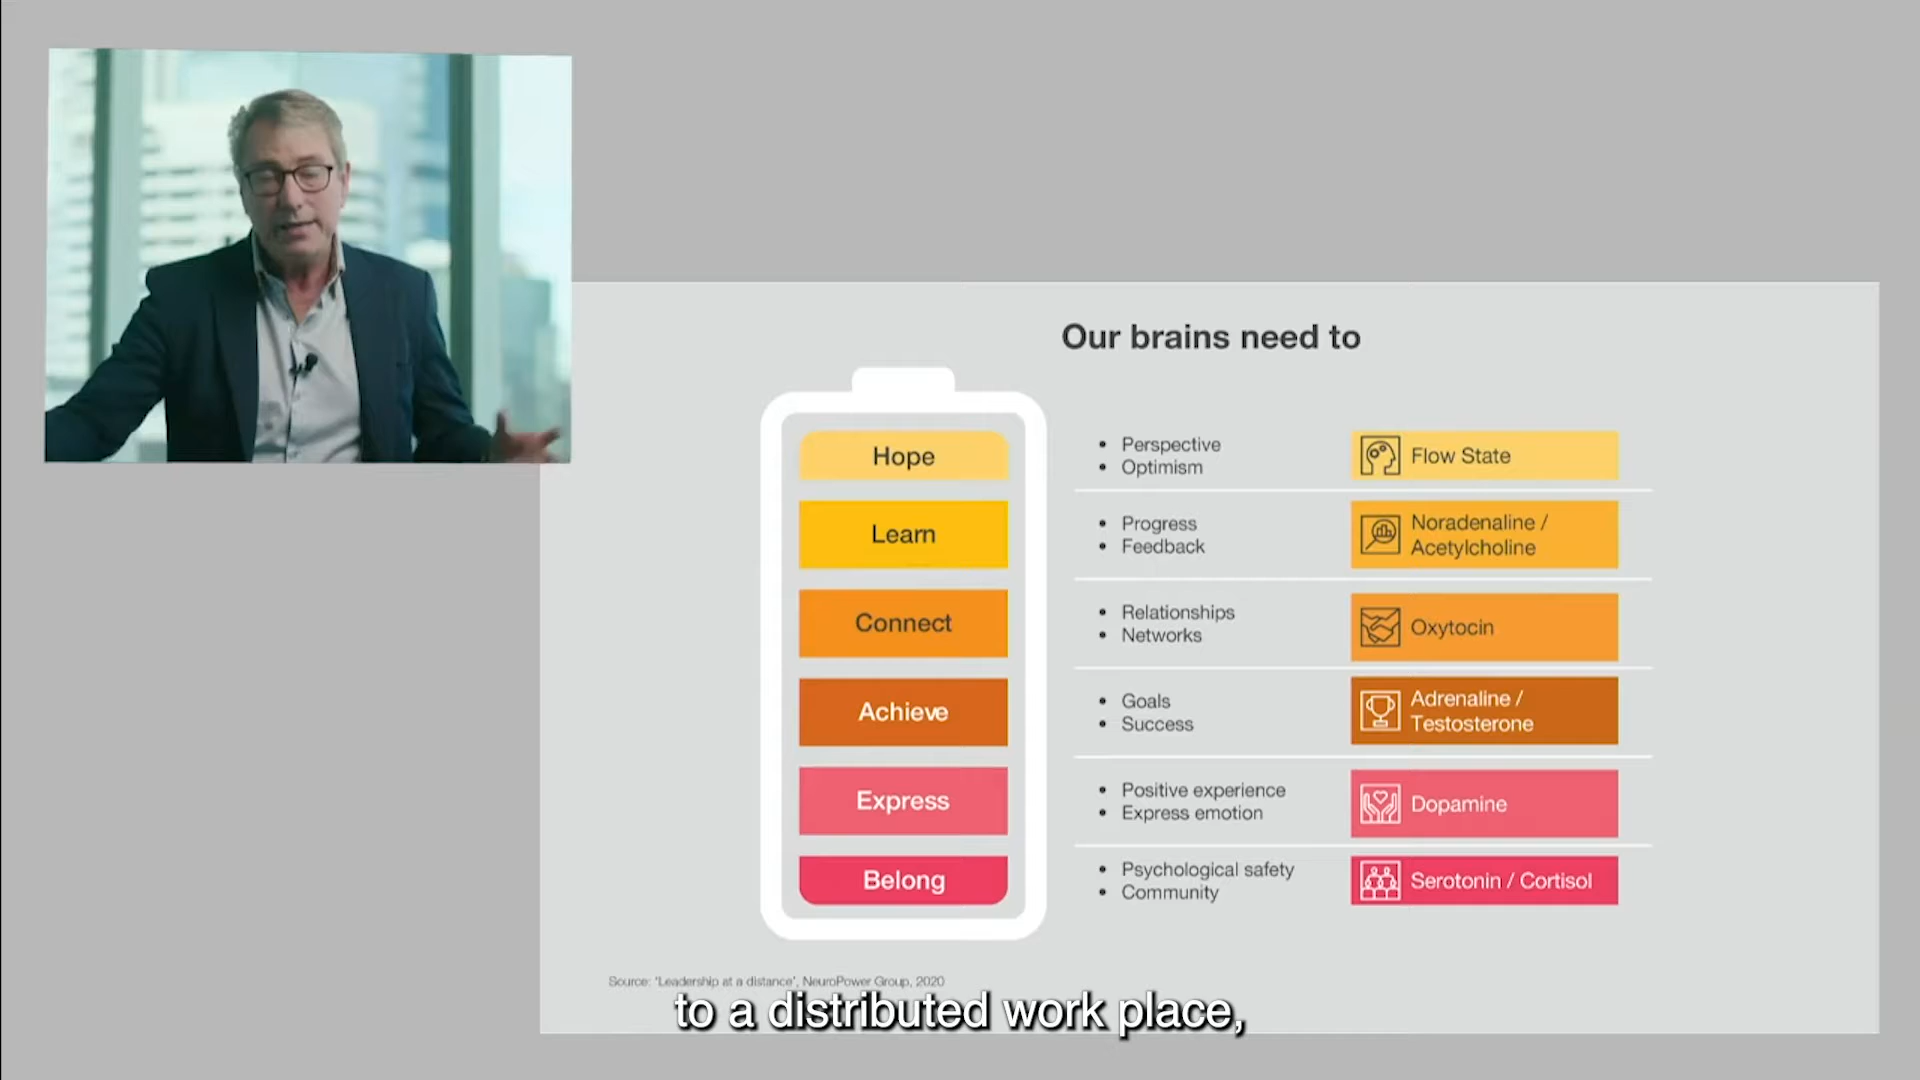 Our brains need to
Hope
• Perspective
• Optimism
Flow State
Learn
• Progress
• Feedback
Noradenaline /
Acetylcholine
Connect
• Relationships
• Networks
Oxytocin
Achieve
• Goals
• Success
Adrenaline /
Testosterone
Express
• Positive experience
• Express emotion
Dopamine
Belong
• Psychological safety
• Community
Serotonin / Cortisol
Source: 'Leadership at a distance', NeuroPower Group, 2020
to a distributed work place,